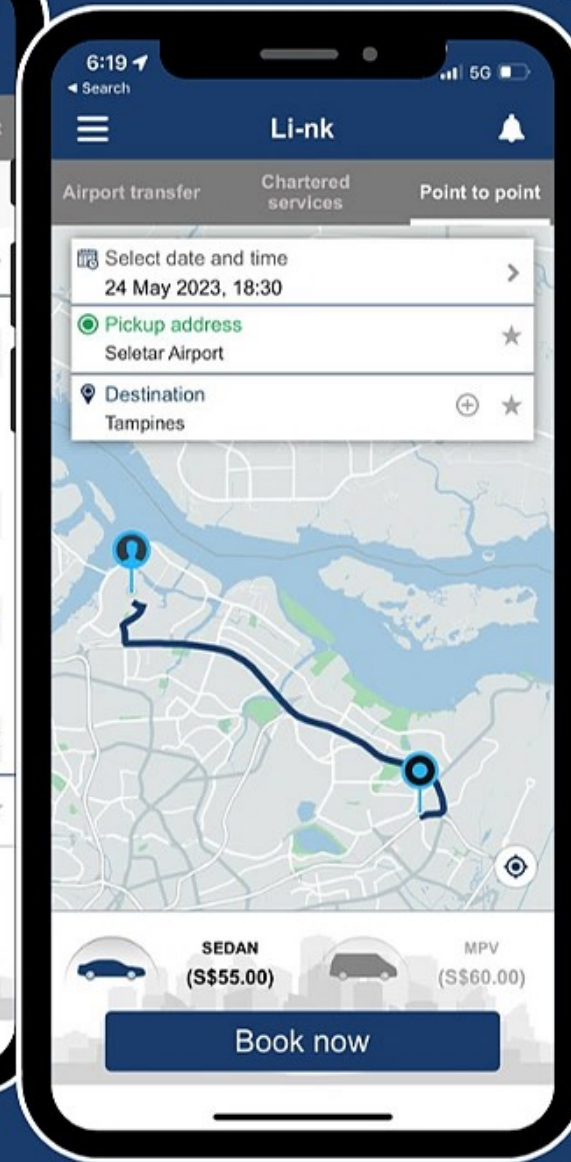 6:19
5G
◄ Search
Li-nk
Airport transfer
Chartered
services
Point to point
Select date and time
24 May 2023, 18:30
Pickup address
Seletar Airport
Destination
Tampines
SEDAN
(S$55.00)
MPV
(S$60.00)
Book now